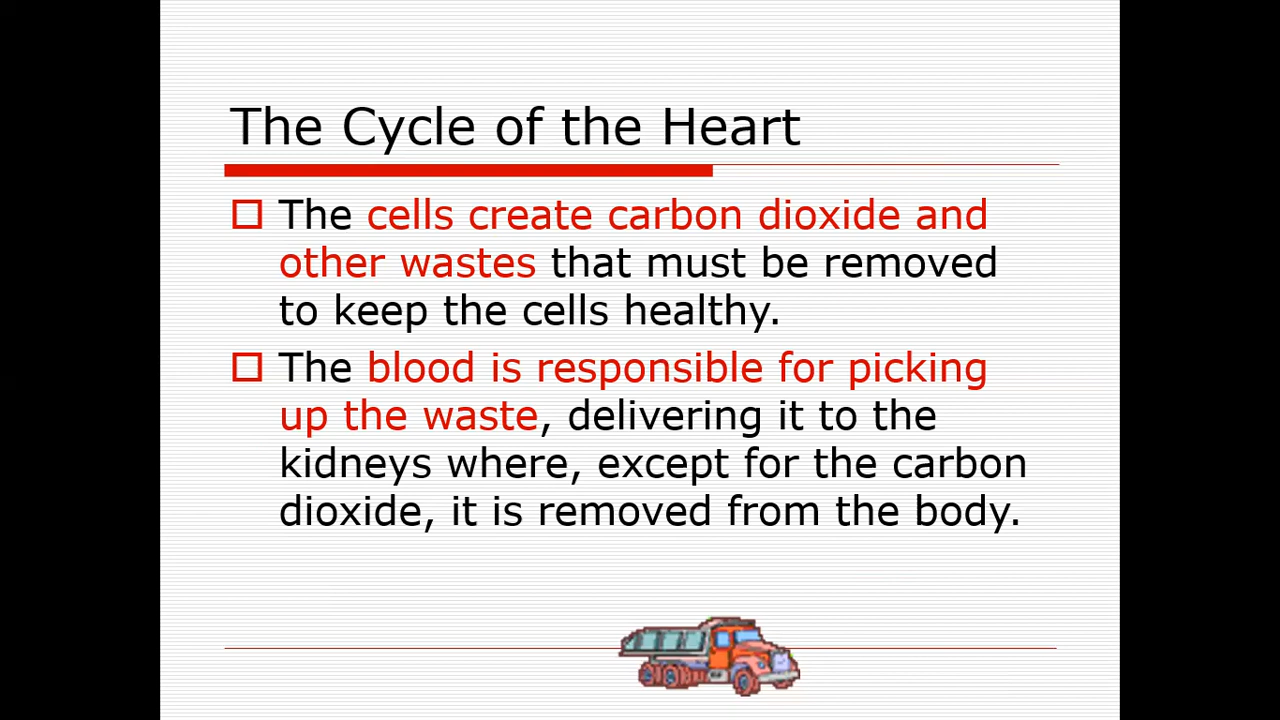 The Cycle of the Heart
The cells create carbon dioxide and
other wastes that must be removed
to keep the cells healthy.
The blood is responsible for picking
up the waste, delivering it to the
kidneys where, except for the carbon
dioxide, it is removed from the body.